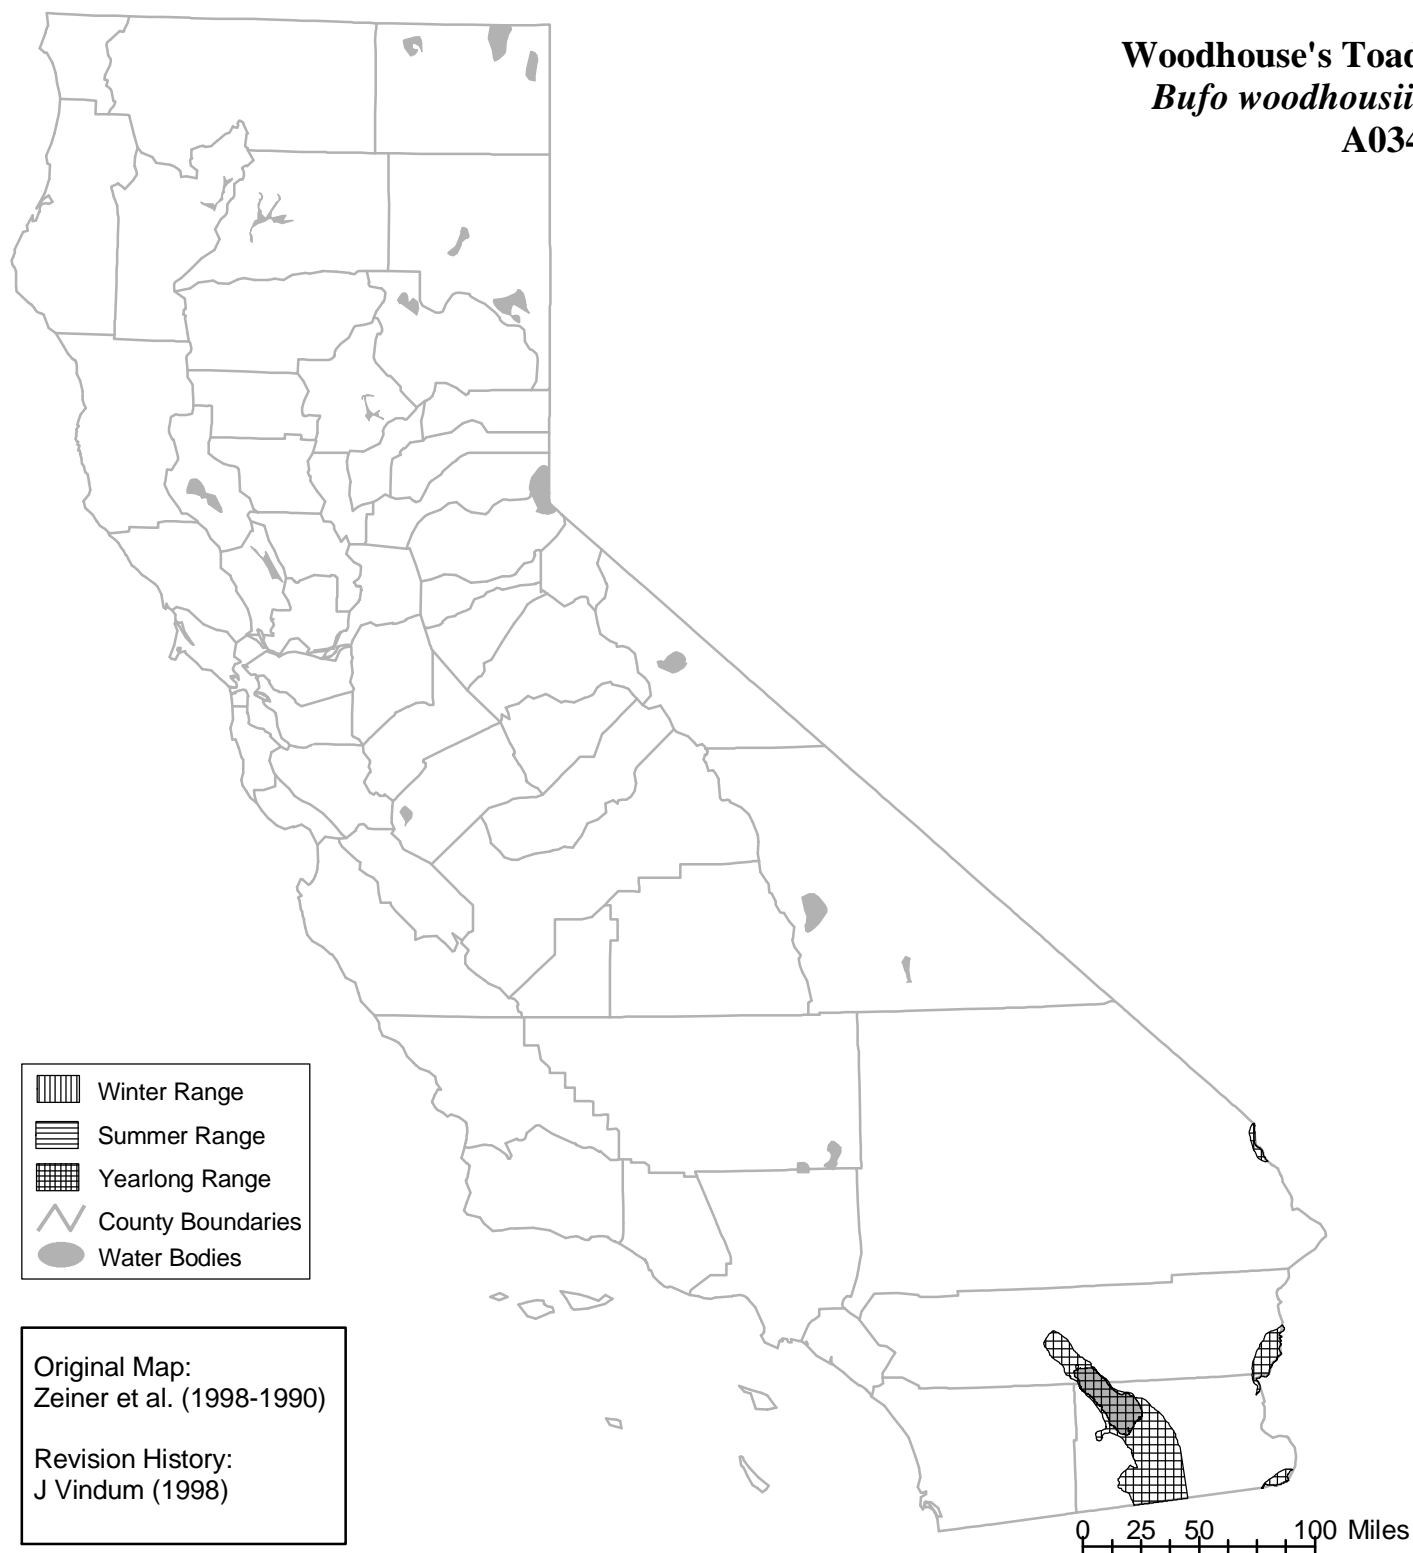 Woodhouse's Toad
Bufo woodhousii
A034
Winter Range
Summer Range
Yearlong Range
County Boundaries
Water Bodies
Original Map:
Zeiner et al. (1998-1990)
Revision History:
J Vindum (1998)
0 25 50 100 Miles